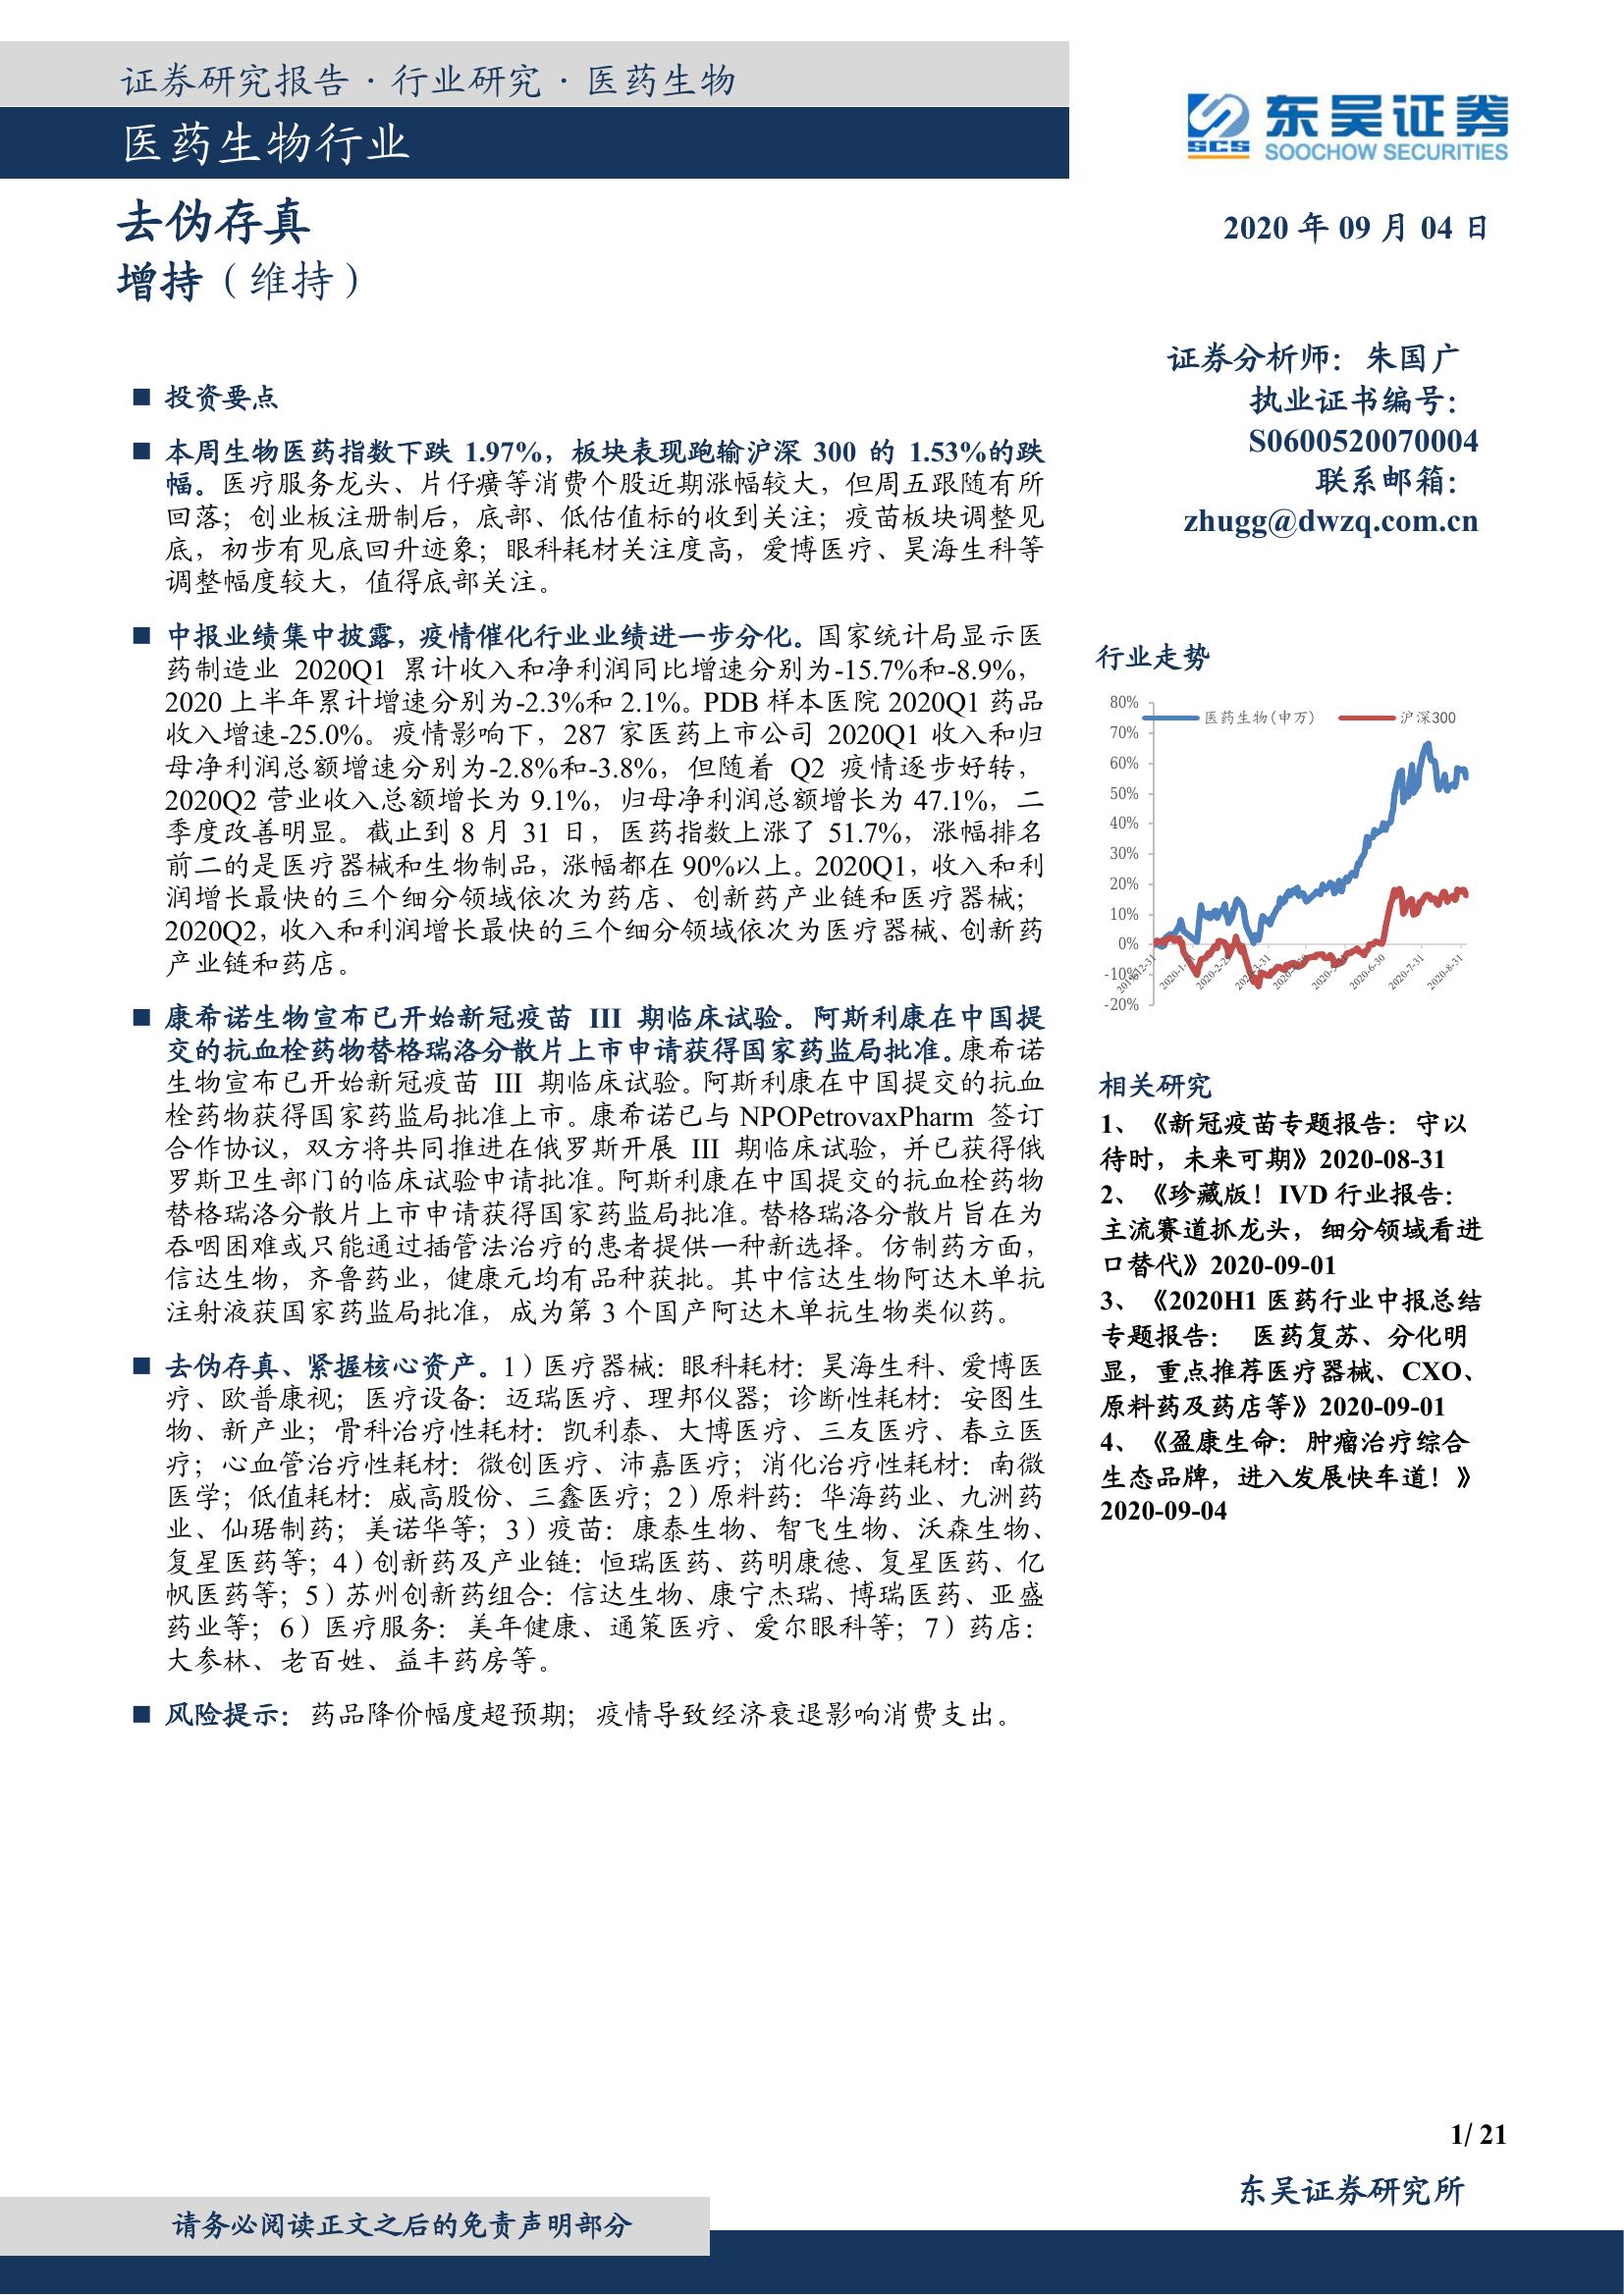 证券研究报告·行业研究·医药生物
医药生物行业
东吴证券
SCS
SOOCHOW SECURITIES
去伪存真
增持（维持）
2020 年 09 月 04 日
证券分析师：朱国广
执业证书编号：
S0600520070004
联系邮箱：
zhugg@dwzq.com.cn
■ 投资要点
■ 本周生物医药指数下跌 1.97%，板块表现跑输沪深 300 的 1.53%的跌
幅。医疗服务龙头、片仔癀等消费个股近期涨幅较大，但周五跟随有所
回落；创业板注册制后，底部、低估值标的收到关注；疫苗板块调整见
底，初步有见底回升迹象；眼科耗材关注度高，爱博医疗、昊海生科等
调整幅度较大，值得底部关注。
■ 中报业绩集中披露，疫情催化行业业绩进一步分化。国家统计局显示医
药制造业 2020Q1 累计收入和净利润同比增速分别为-15.7%和-8.9%，
2020 上半年累计增速分别为-2.3%和 2.1%。PDB 样本医院 2020Q1 药品
收入增速-25.0%。疫情影响下，287 家医药上市公司 2020Q1 收入和归
母净利润总额增速分别为-2.8%和-3.8%，但随着 Q2 疫情逐步好转，
2020Q2 营业收入总额增长为 9.1%，归母净利润总额增长为 47.1%，二
季度改善明显。截止到 8 月 31 日，医药指数上涨了 51.7%，涨幅排名
前二的是医疗器械和生物制品，涨幅都在 90%以上。2020Q1，收入和利
润增长最快的三个细分领域依次为药店、创新药产业链和医疗器械；
2020Q2，收入和利润增长最快的三个细分领域依次为医疗器械、创新药
产业链和药店。
■ 康希诺生物宣布已开始新冠疫苗 III 期临床试验。阿斯利康在中国提
交的抗血栓药物替格瑞洛分散片上市申请获得国家药监局批准。康希诺
生物宣布已开始新冠疫苗 III 期临床试验。阿斯利康在中国提交的抗血
栓药物获得国家药监局批准上市。康希诺已与 NPOPetrovaxPharm 签订
合作协议，双方将共同推进在俄罗斯开展 III 期临床试验，并已获得俄
罗斯卫生部门的临床试验申请批准。阿斯利康在中国提交的抗血栓药物
替格瑞洛分散片上市申请获得国家药监局批准。替格瑞洛分散片旨在为
吞咽困难或只能通过插管法治疗的患者提供一种新选择。仿制药方面，
信达生物，齐鲁药业，健康元均有品种获批。其中信达生物阿达木单抗
注射液获国家药监局批准，成为第 3 个国产阿达木单抗生物类似药。
■ 去伪存真、紧握核心资产。1）医疗器械：眼科耗材：昊海生科、爱博医
疗、欧普康视；医疗设备：迈瑞医疗、理邦仪器；诊断性耗材：安图生
物、新产业；骨科治疗性耗材：凯利泰、大博医疗、三友医疗、春立医
疗；心血管治疗性耗材：微创医疗、沛嘉医疗；消化治疗性耗材：南微
医学；低值耗材：威高股份、三鑫医疗；2）原料药：华海药业、九洲药
业、仙琚制药；美诺华等；3）疫苗：康泰生物、智飞生物、沃森生物、
复星医药等；4）创新药及产业链：恒瑞医药、药明康德、复星医药、亿
帆医药等；5）苏州创新药组合：信达生物、康宁杰瑞、博瑞医药、亚盛
药业等；6）医疗服务：美年健康、通策医疗、爱尔眼科等；7）药店：
大参林、老百姓、益丰药房等。
■ 风险提示：药品降价幅度超预期；疫情导致经济衰退影响消费支出。
行业走势
医药生物(申万)
沪深300
80%
70%
60%
50%
40%
30%
20%
10%
0%
-10%
-20%
2020-6-30
2020-7-31
2020-8-31
相关研究
1、《新冠疫苗专题报告：守以
待时，未来可期》2020-08-31
2、《珍藏版！IVD 行业报告：
主流赛道抓龙头，细分领域看进
口替代》2020-09-01
3、《2020H1 医药行业中报总结
专题报告： 医药复苏、分化明
显，重点推荐医疗器械、CXO、
原料药及药店等》2020-09-01
4、《盈康生命：肿瘤治疗综合
生态品牌，进入发展快车道！》
2020-09-04
1/ 21
东吴证券研究所
请务必阅读正文之后的免责声明部分